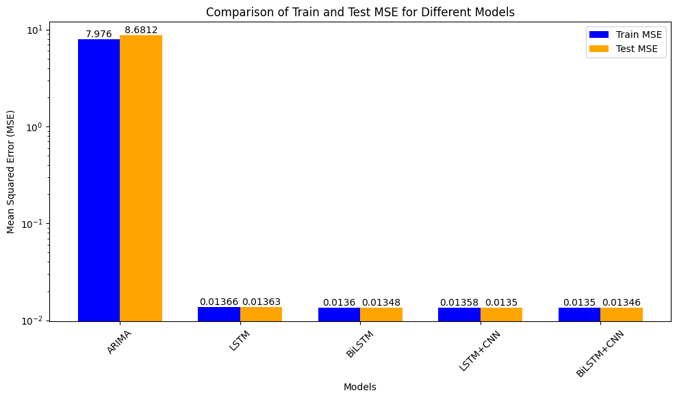 Comparison of Train and Test MSE for Different Models
Train MSE
Test MSE
Mean Squared Error (MSE)
10¹
10⁰
10⁻¹
10⁻²
7.976
8.6812
0.01366
0.01363
0.0136
0.01348
0.01358
0.0135
0.0135
0.01346
ARIMA
LSTM
BiLSTM
LSTM+CNN
BiLSTM+CNN
Models